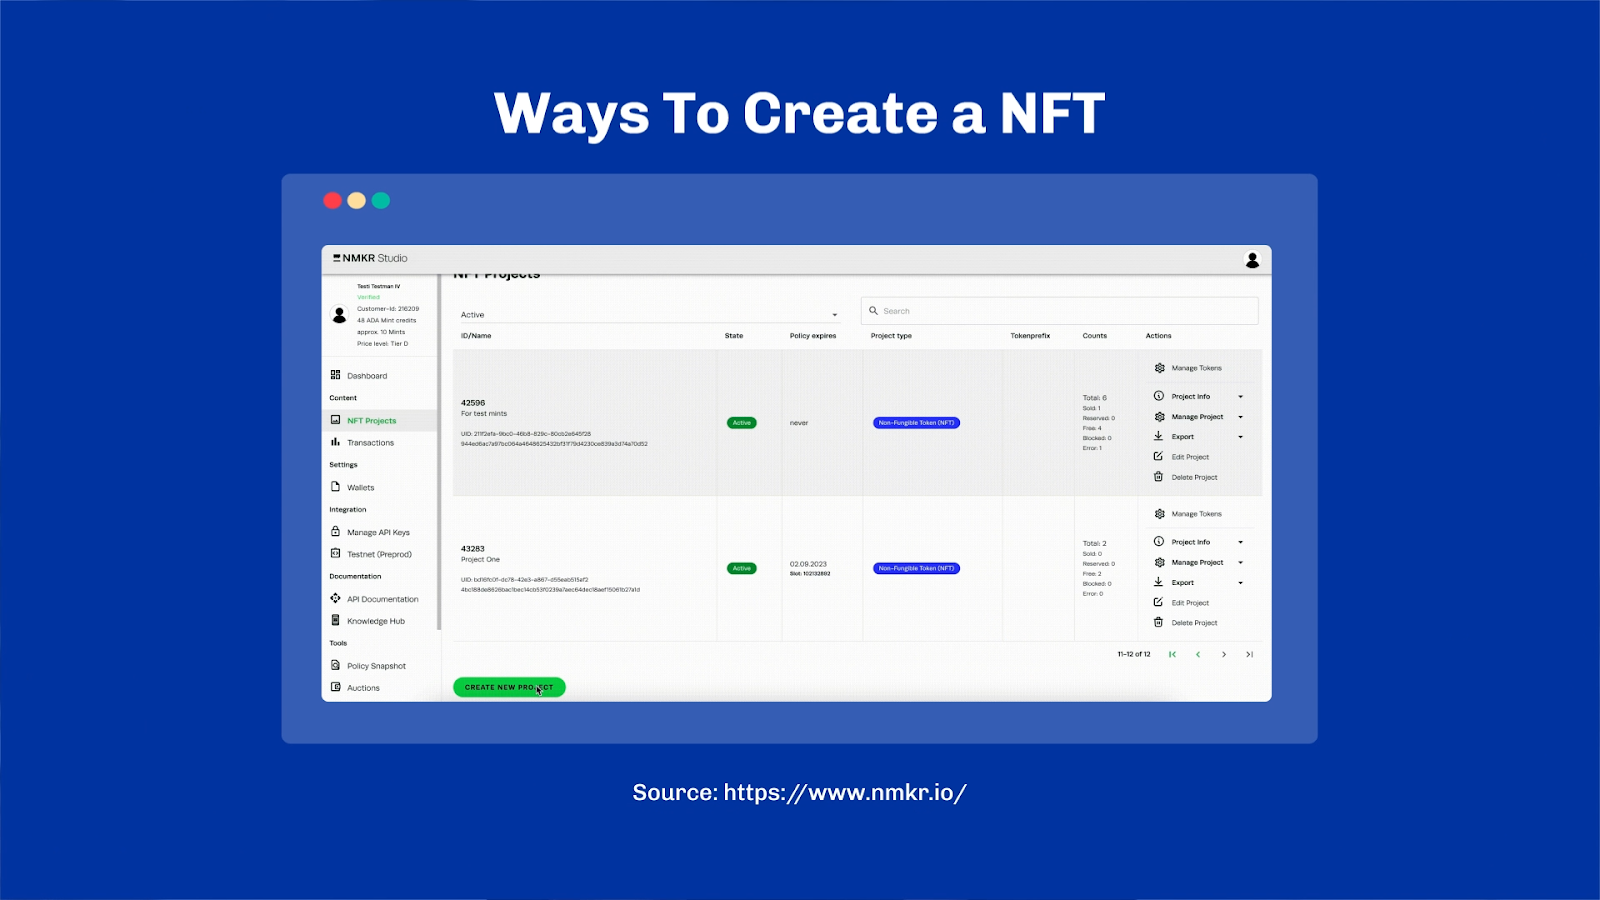 Ways To Create a NFT
NMKR Studio
NFT Projects
Testi Testman IV
Verified
Customer-Id: 216209
48 ADA Mint credits
approx. 10 Mints
Price level: Tier D
Dashboard
Content
NFT Projects
Transactions
Settings
Wallets
Integration
Manage API Keys
Testnet (Preprod)
Documentation
API Documentation
Knowledge Hub
Tools
Policy Snapshot
Auctions
Active
Search
ID/Name State Policy expires Project type Tokenprefix Counts Actions
42596
For test mints
Active
never
Non-Fungible Token (NFT)
Total: 6
Sold: 1
Reserved: 0
Free: 4
Blocked: 0
Error: 1
Manage Tokens
Project Info
Manage Project
Export
Edit Project
Delete Project
43283
Project One
Active
02.09.2023
Slot: 102132892
Non-Fungible Token (NFT)
Total: 2
Sold: 0
Reserved: 0
Free: 2
Blocked: 0
Error: 0
Manage Tokens
Project Info
Manage Project
Export
Edit Project
Delete Project
11-12 of 12
CREATE NEW PROJECT
Source: https://www.nmkr.io/